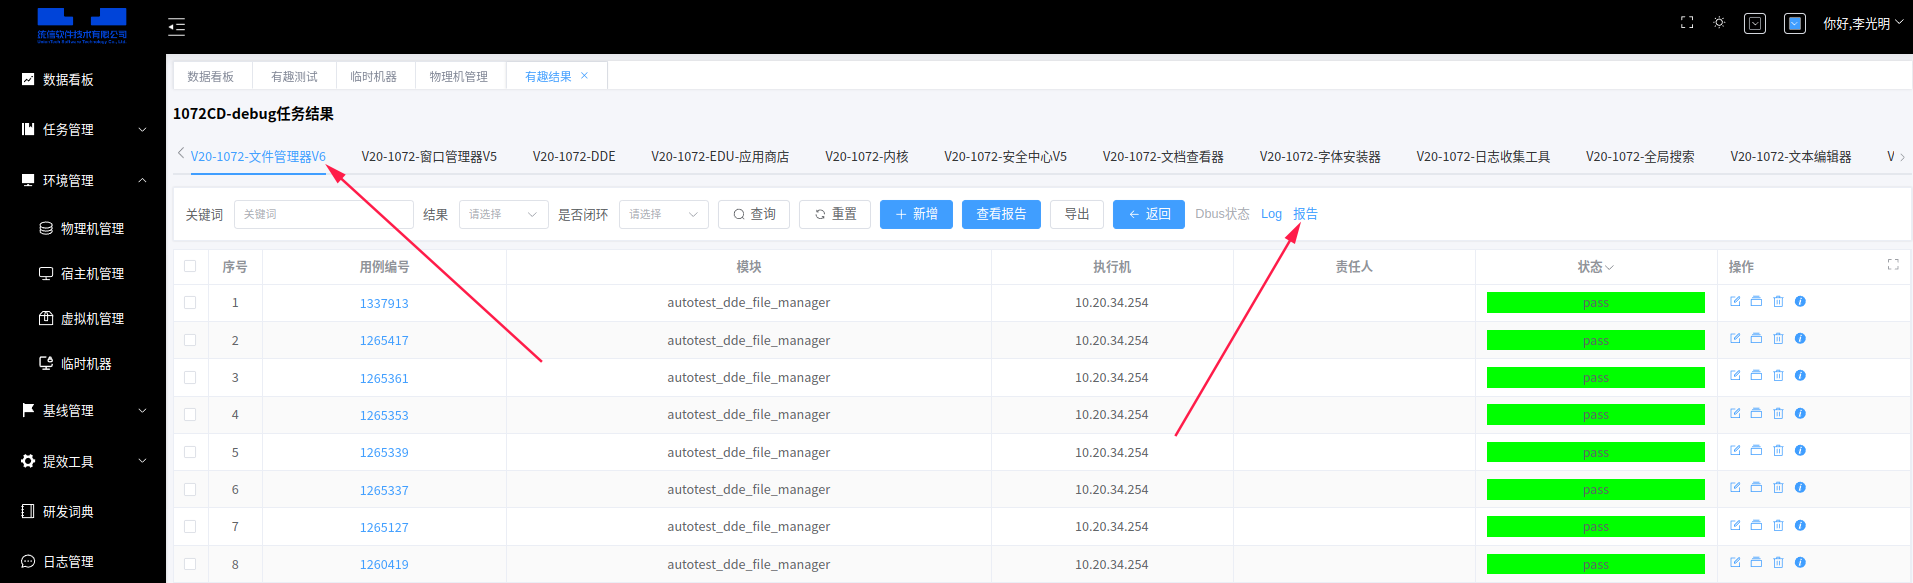 统信软件技术有限公司
你好,李光明
数据看板
任务管理
环境管理
物理机管理
宿主机管理
虚拟机管理
临时机器
基线管理
提效工具
研发词典
日志管理
数据看板 有趣测试 临时机器 物理机管理 有趣结果
1072CD-debug任务结果
V20-1072-文件管理器V6 V20-1072-窗口管理器V5 V20-1072-DDE V20-1072-EDU-应用商店 V20-1072-内核 V20-1072-安全中心V5 V20-1072-文档查看器 V20-1072-字体安装器 V20-1072-日志收集工具 V20-1072-全局搜索 V20-1072-文本编辑器 V
关键词 关键词 结果 请选择 是否闭环 请选择 查询 重置 新增 查看报告 导出 返回 Dbus状态 Log 报告
序号 用例编号 模块 执行机 责任人 状态 操作
1 1337913 autotest_dde_file_manager 10.20.34.254 pass
2 1265417 autotest_dde_file_manager 10.20.34.254 pass
3 1265361 autotest_dde_file_manager 10.20.34.254 pass
4 1265353 autotest_dde_file_manager 10.20.34.254 pass
5 1265339 autotest_dde_file_manager 10.20.34.254 pass
6 1265337 autotest_dde_file_manager 10.20.34.254 pass
7 1265127 autotest_dde_file_manager 10.20.34.254 pass
8 1260419 autotest_dde_file_manager 10.20.34.254 pass